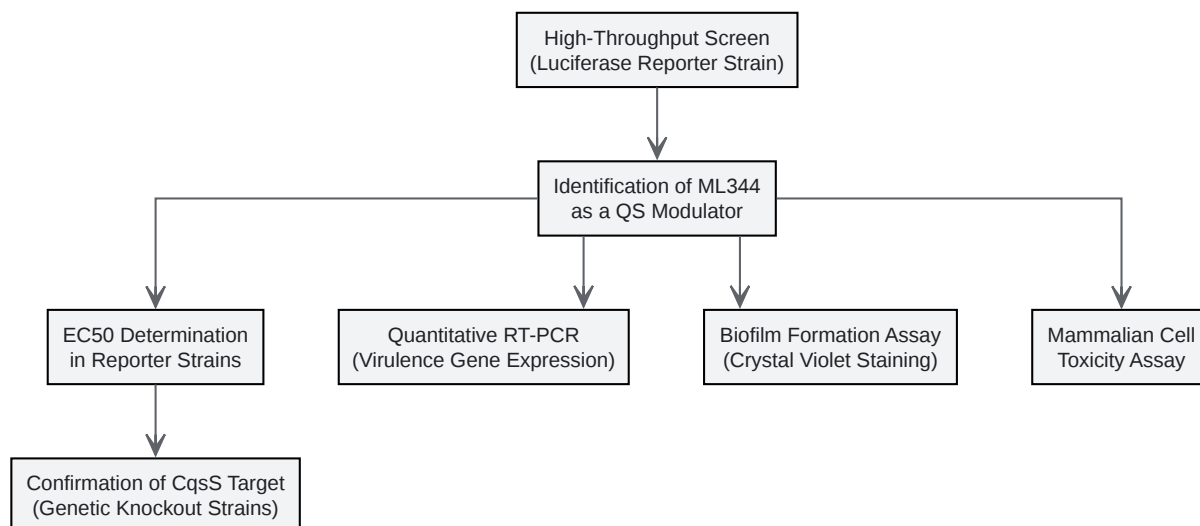 High-Throughput Screen
(Luciferase Reporter Strain)
Identification of ML344
as a QS Modulator
EC50 Determination
in Reporter Strains
Quantitative RT-PCR
(Virulence Gene Expression)
Biofilm Formation Assay
(Crystal Violet Staining)
Mammalian Cell
Toxicity Assay
Confirmation of CqsS Target
(Genetic Knockout Strains)